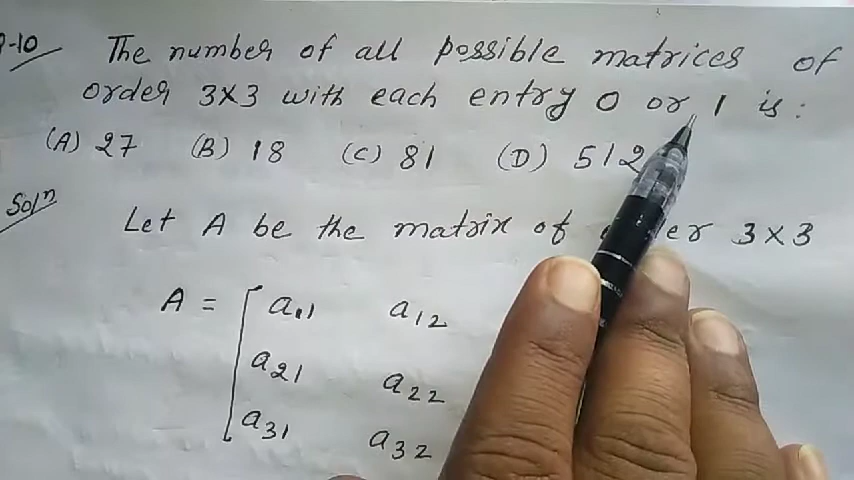 -10 The number of all possible matrices of
order 3x3 with each entry 0 or 1 is:
(A) 27 (B) 18 (C) 81 (D) 512
Solⁿ
Let A be the matrix of 3x3
A = a11 a12
a21 a22
a31 a32